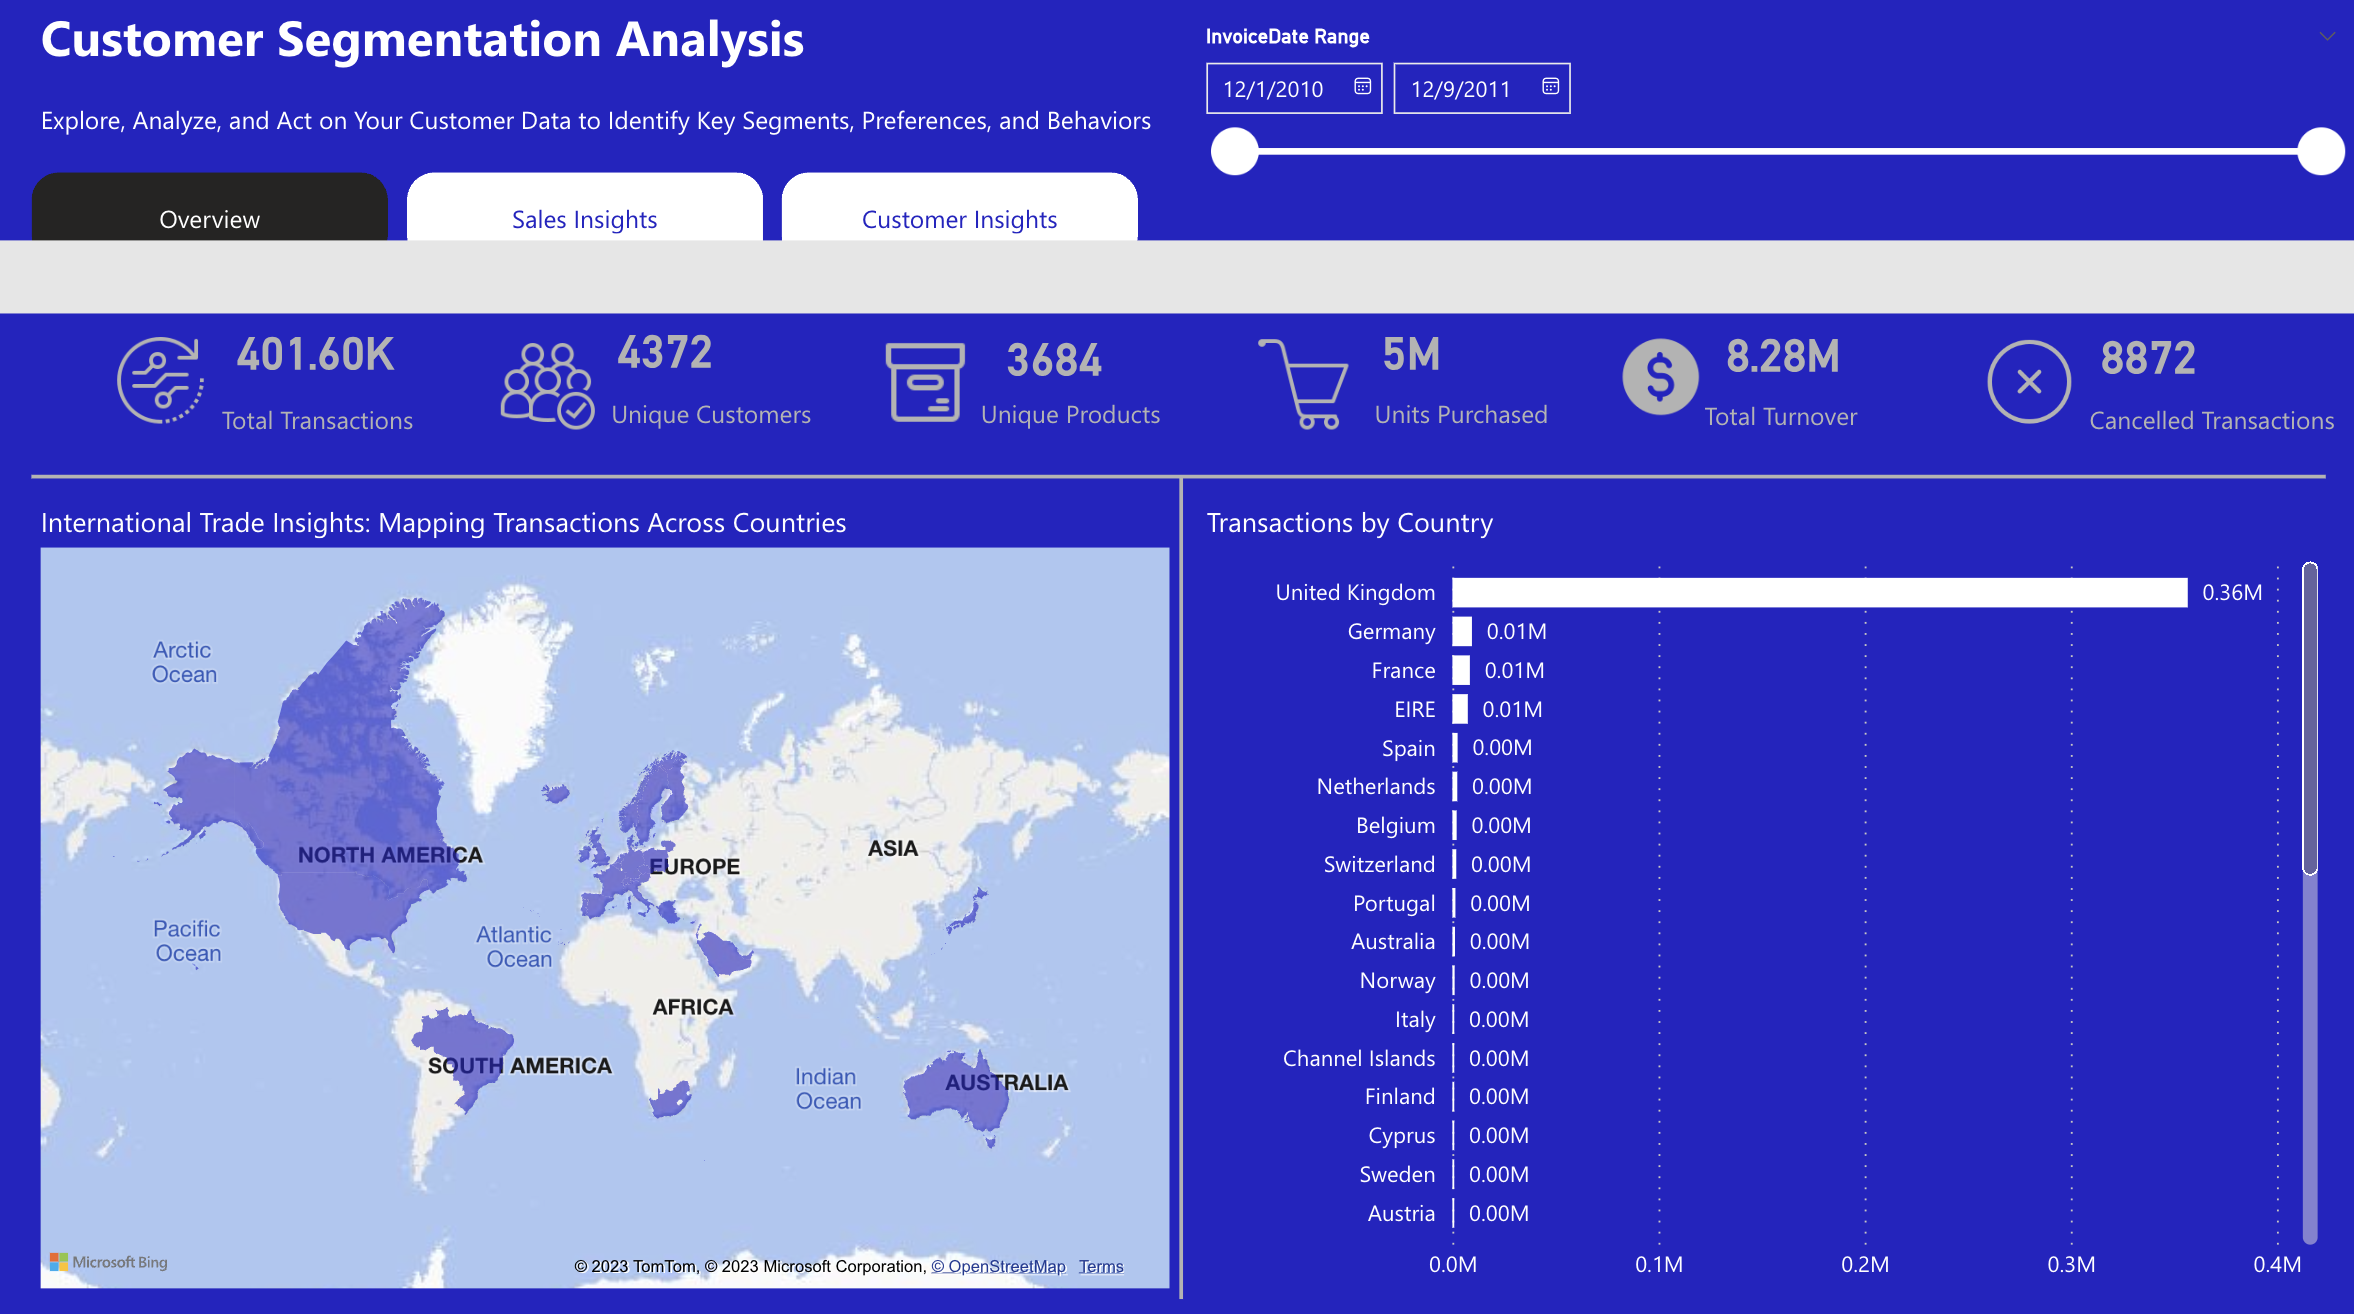 Customer Segmentation Analysis
Explore, Analyze, and Act on Your Customer Data to Identify Key Segments, Preferences, and Behaviors
InvoiceDate Range
12/1/2010
12/9/2011
Overview
Sales Insights
Customer Insights
401.60K
Total Transactions
4372
Unique Customers
3684
Unique Products
5M
Units Purchased
8.28M
Total Turnover
8872
Cancelled Transactions
International Trade Insights: Mapping Transactions Across Countries
Arctic
Ocean
NORTH AMERICA
EUROPE
ASIA
Pacific
Ocean
Atlantic
Ocean
AFRICA
SOUTH AMERICA
Indian
Ocean
AUSTRALIA
Microsoft Bing
© 2023 TomTom, © 2023 Microsoft Corporation, © OpenStreetMap Terms
Transactions by Country
United Kingdom 0.36M
Germany 0.01M
France 0.01M
EIRE 0.01M
Spain 0.00M
Netherlands 0.00M
Belgium 0.00M
Switzerland 0.00M
Portugal 0.00M
Australia 0.00M
Norway 0.00M
Italy 0.00M
Channel Islands 0.00M
Finland 0.00M
Cyprus 0.00M
Sweden 0.00M
Austria 0.00M
0.0M 0.1M 0.2M 0.3M 0.4M